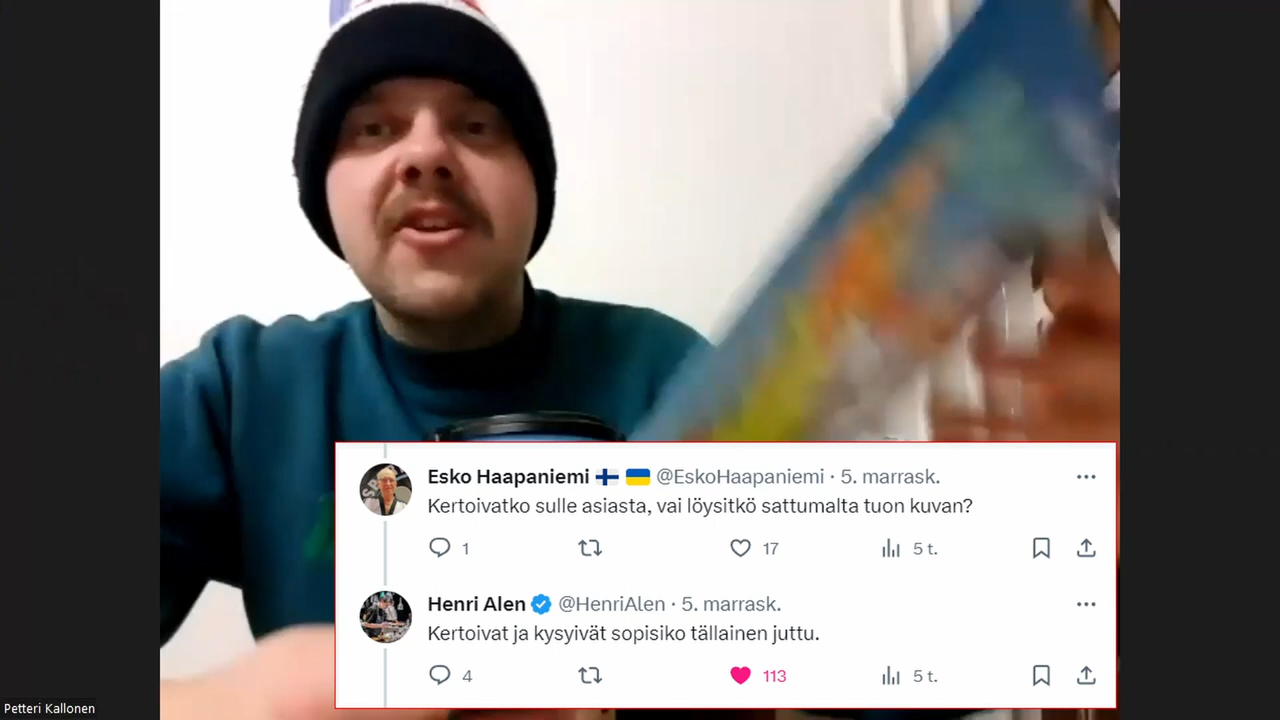 Esko Haapaniemi @EskoHaapaniemi · 5. marrask.
Kertoivatko sulle asiasta, vai löysitkö sattumalta tuon kuvan?
1 17 5 t.
Henri Alen @HenriAlen · 5. marrask.
Kertoivat ja kysyivät sopisiko tällainen juttu.
4 113 5 t.
Petteri Kallonen